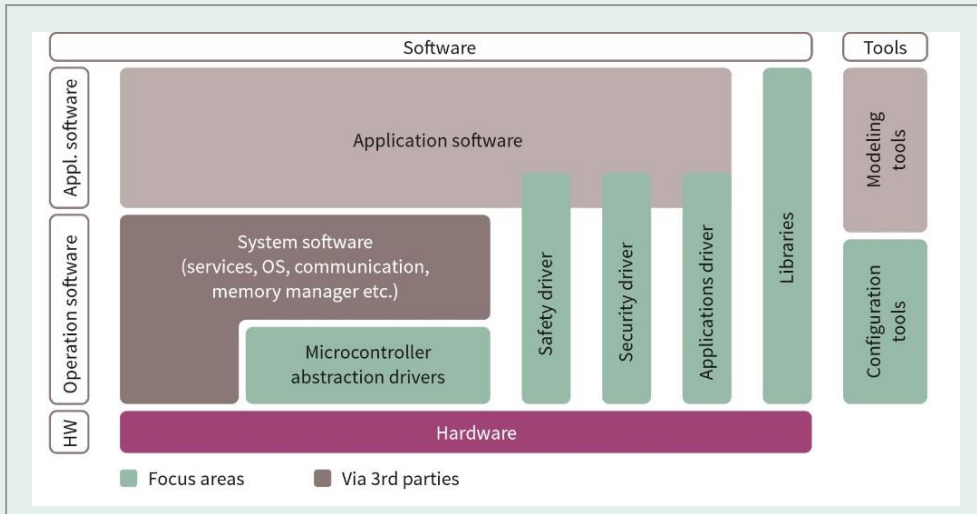 Software
Tools
Appl. software
Application software
Modeling
tools
Operation software
System software
(services, OS, communication,
memory manager etc.)
Microcontroller
abstraction drivers
Safety driver
Security driver
Applications driver
Libraries
Configuration
tools
HW
Hardware
Focus areas
Via 3rd parties